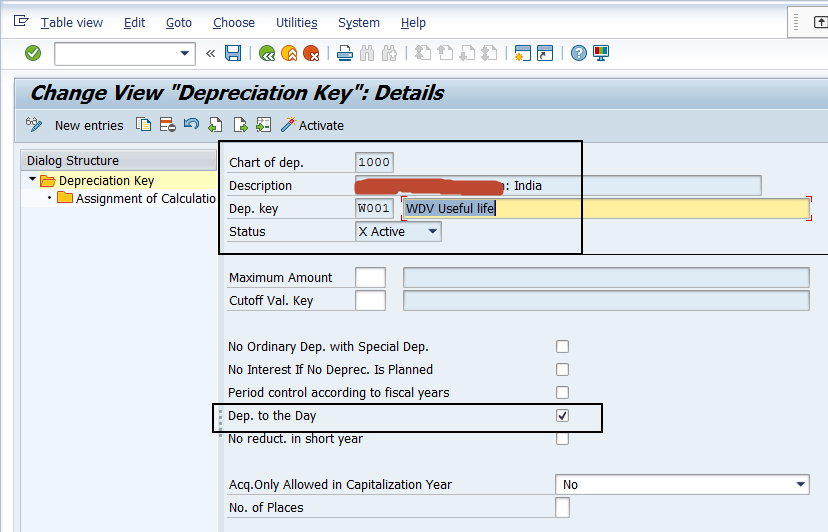 Table view Edit Goto Choose Utilities System Help
«
Change View "Depreciation Key": Details
New entries Activate
Dialog Structure
Depreciation Key
Assignment of Calculatio
Chart of dep. 1000
Description : India
Dep. key W001 WDV Useful life
Status X Active
Maximum Amount
Cutoff Val. Key
No Ordinary Dep. with Special Dep.
No Interest If No Deprec. Is Planned
Period control according to fiscal years
Dep. to the Day
No reduct. in short year
Acq.Only Allowed in Capitalization Year No
No. of Places